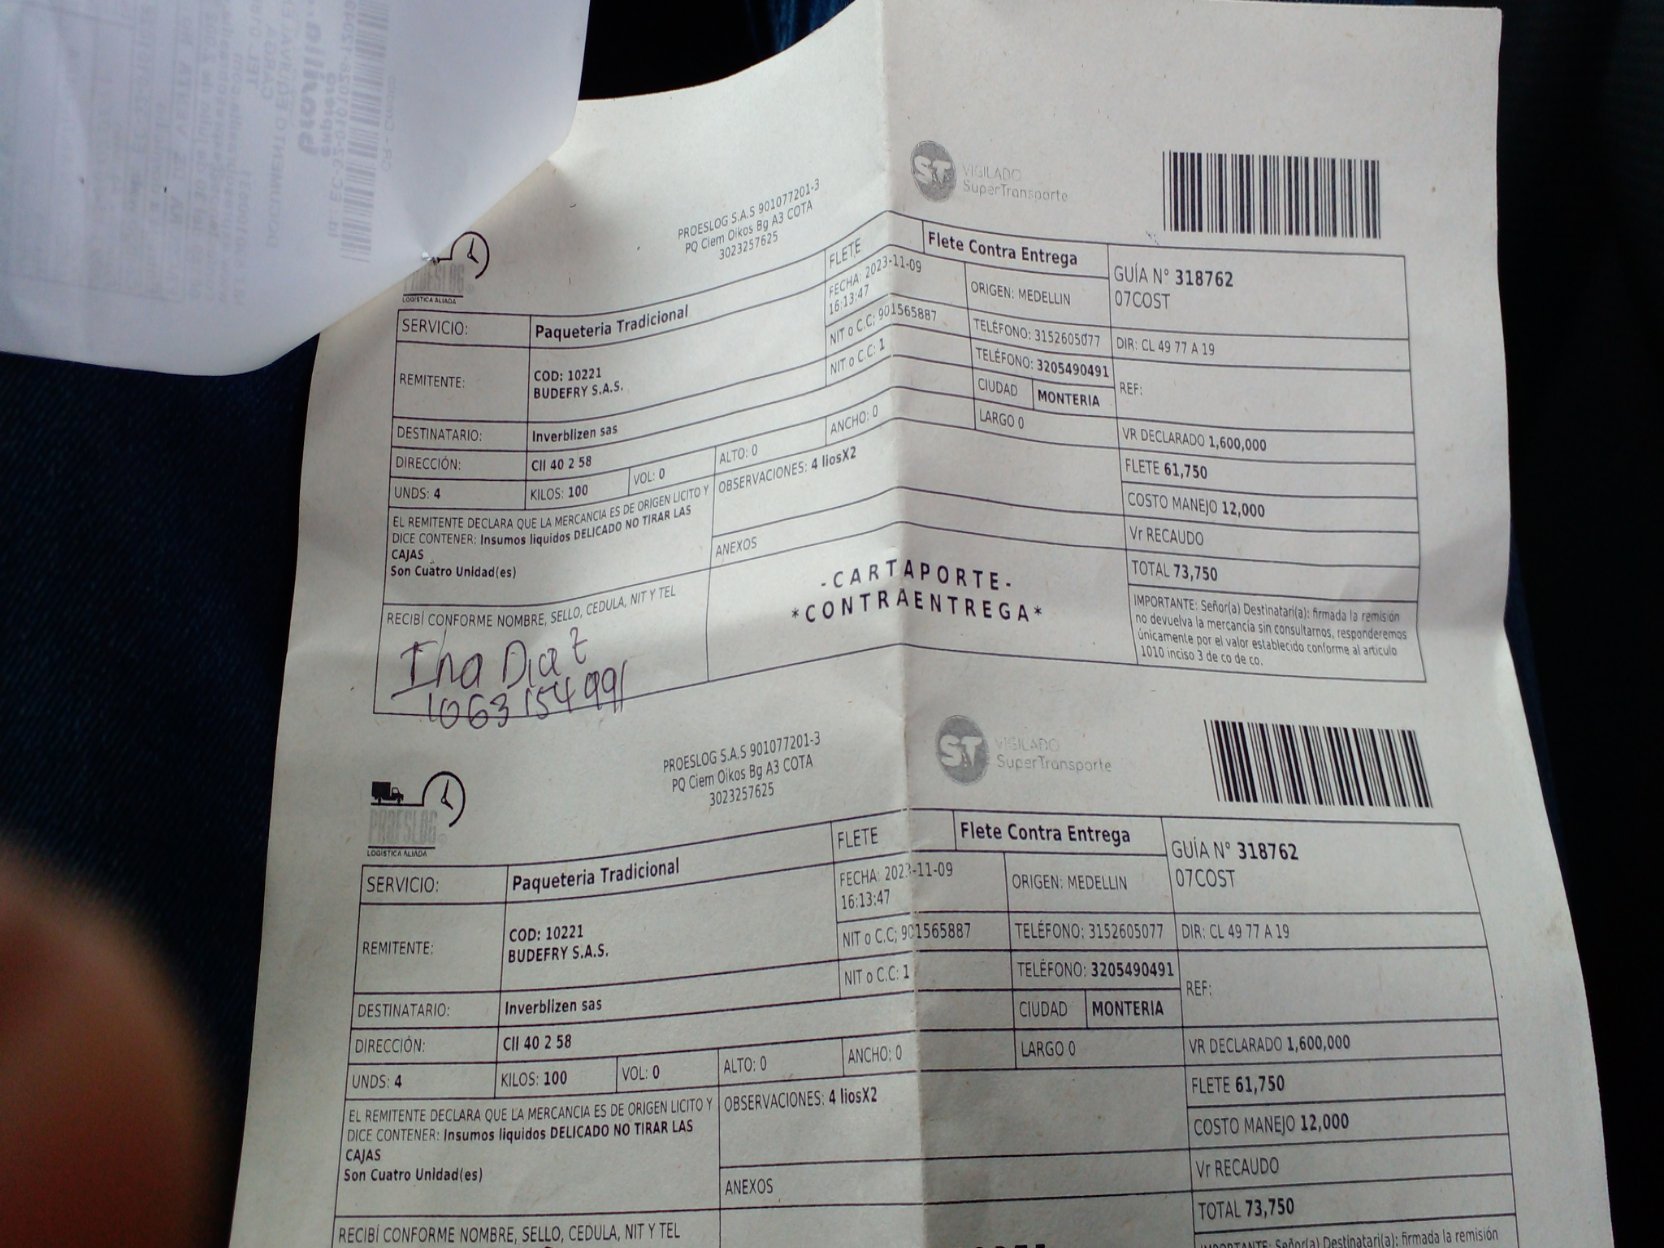 VIGILADO
SuperTransporte
PROESLOG S.A.S 901077201-3
PQ Ciem Oikos Bg A3 COTA
3023257625
PROESLOG
LOGÍSTICA ALIADA
FLETE
Flete Contra Entrega
GUÍA N° 318762
07COST
SERVICIO:
Paqueteria Tradicional
FECHA: 2023-11-09
16:13:47
ORIGEN: MEDELLIN
REMITENTE:
COD: 10221
BUDEFRY S.A.S.
NIT o C.C: 901565887
TELÉFONO: 3152605077
DIR: CL 49 77 A 19
NIT o C.C: 1
TELÉFONO: 3205490491
REF:
DESTINATARIO:
Inverblizen sas
CIUDAD
MONTERIA
DIRECCIÓN:
Cll 40 2 58
UNDS: 4
KILOS: 100
VOL: 0
ALTO: 0
ANCHO: 0
LARGO 0
VR DECLARADO 1,600,000
FLETE 61,750
COSTO MANEJO 12,000
Vr RECAUDO
TOTAL 73,750
EL REMITENTE DECLARA QUE LA MERCANCIA ES DE ORIGEN LICITO Y
DICE CONTENER: Insumos liquidos DELICADO NO TIRAR LAS
CAJAS
Son Cuatro Unidad(es)
OBSERVACIONES: 4 liosX2
ANEXOS
-CARTAPORTE-
*CONTRAENTREGA*
IMPORTANTE: Señor(a) Destinatari(a): firmada la remisión
no devuelva la mercancía sin consultarnos, responderemos
únicamente por el valor establecido conforme al artículo
1010 inciso 3 de co de co.
RECIBÍ CONFORME NOMBRE, SELLO, CEDULA, NIT Y TEL
Ina Diaz
1063154991
VIGILADO
SuperTransporte
PROESLOG S.A.S 901077201-3
PQ Ciem Oikos Bg A3 COTA
3023257625
PROESLOG
LOGÍSTICA ALIADA
FLETE
Flete Contra Entrega
GUÍA N° 318762
07COST
SERVICIO:
Paqueteria Tradicional
FECHA: 2023-11-09
16:13:47
ORIGEN: MEDELLIN
REMITENTE:
COD: 10221
BUDEFRY S.A.S.
NIT o C.C; 901565887
TELÉFONO: 3152605077
DIR: CL 49 77 A 19
NIT o C.C: 1
TELÉFONO: 3205490491
REF:
DESTINATARIO:
Inverblizen sas
CIUDAD
MONTERIA
DIRECCIÓN:
Cll 40 2 58
UNDS: 4
KILOS: 100
VOL: 0
ALTO: 0
ANCHO: 0
LARGO 0
VR DECLARADO 1,600,000
FLETE 61,750
COSTO MANEJO 12,000
Vr RECAUDO
TOTAL 73,750
EL REMITENTE DECLARA QUE LA MERCANCIA ES DE ORIGEN LICITO Y
DICE CONTENER: Insumos liquidos DELICADO NO TIRAR LAS
CAJAS
Son Cuatro Unidad(es)
OBSERVACIONES: 4 liosX2
ANEXOS
RECIBÍ CONFORME NOMBRE, SELLO, CEDULA, NIT Y TEL
IMPORTANTE: Señor(a) Destinatari(a): firmada la remisión